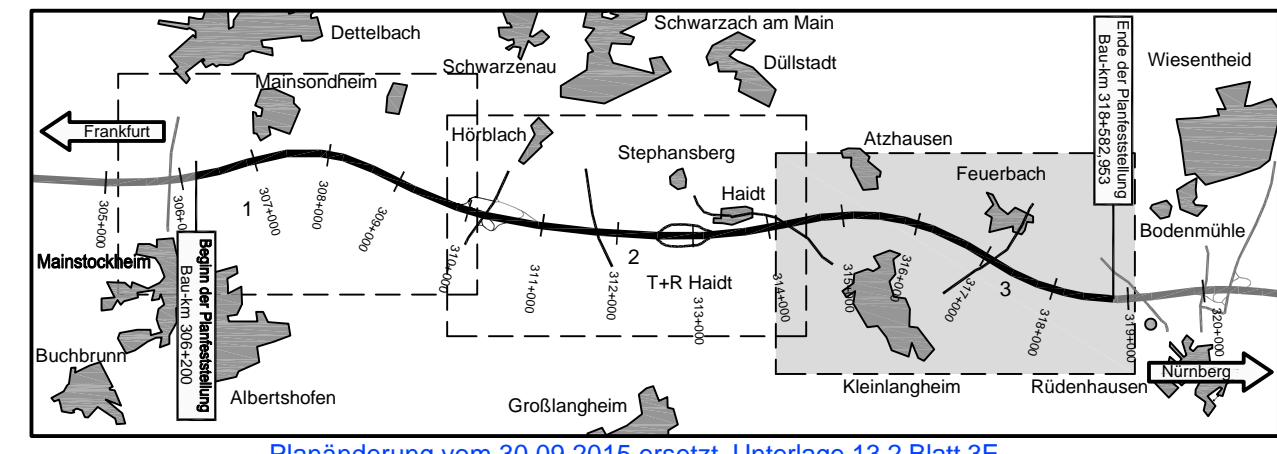 Dettelbach
Schwarzach am Main
Schwarzenau
Düllstadt
Wiesentheid
Mainsondheim
Frankfurt
Hörblach
Stephansberg
Haidt
Atzhausen
Feuerbach
Bodenmühle
Ende der Planfeststellung
Bau-km 318+582.953
305+000
306+0
1
307+000
308+000
309+000
310+000
311+000
312+000
2
T+R Haidt
313+000
314+000
315+000
316+000
317+000
3
318+000
319+000
320+000
Mainstockheim
Beginn der Planfeststellung
Bau-km 306+200
Buchbrunn
Albertshofen
Großlangheim
Kleinlangheim
Rüdenhausen
Nürnberg
Planänderung vom 30.09.2015 ersetzt Unterlage 13.2 Blatt 3E